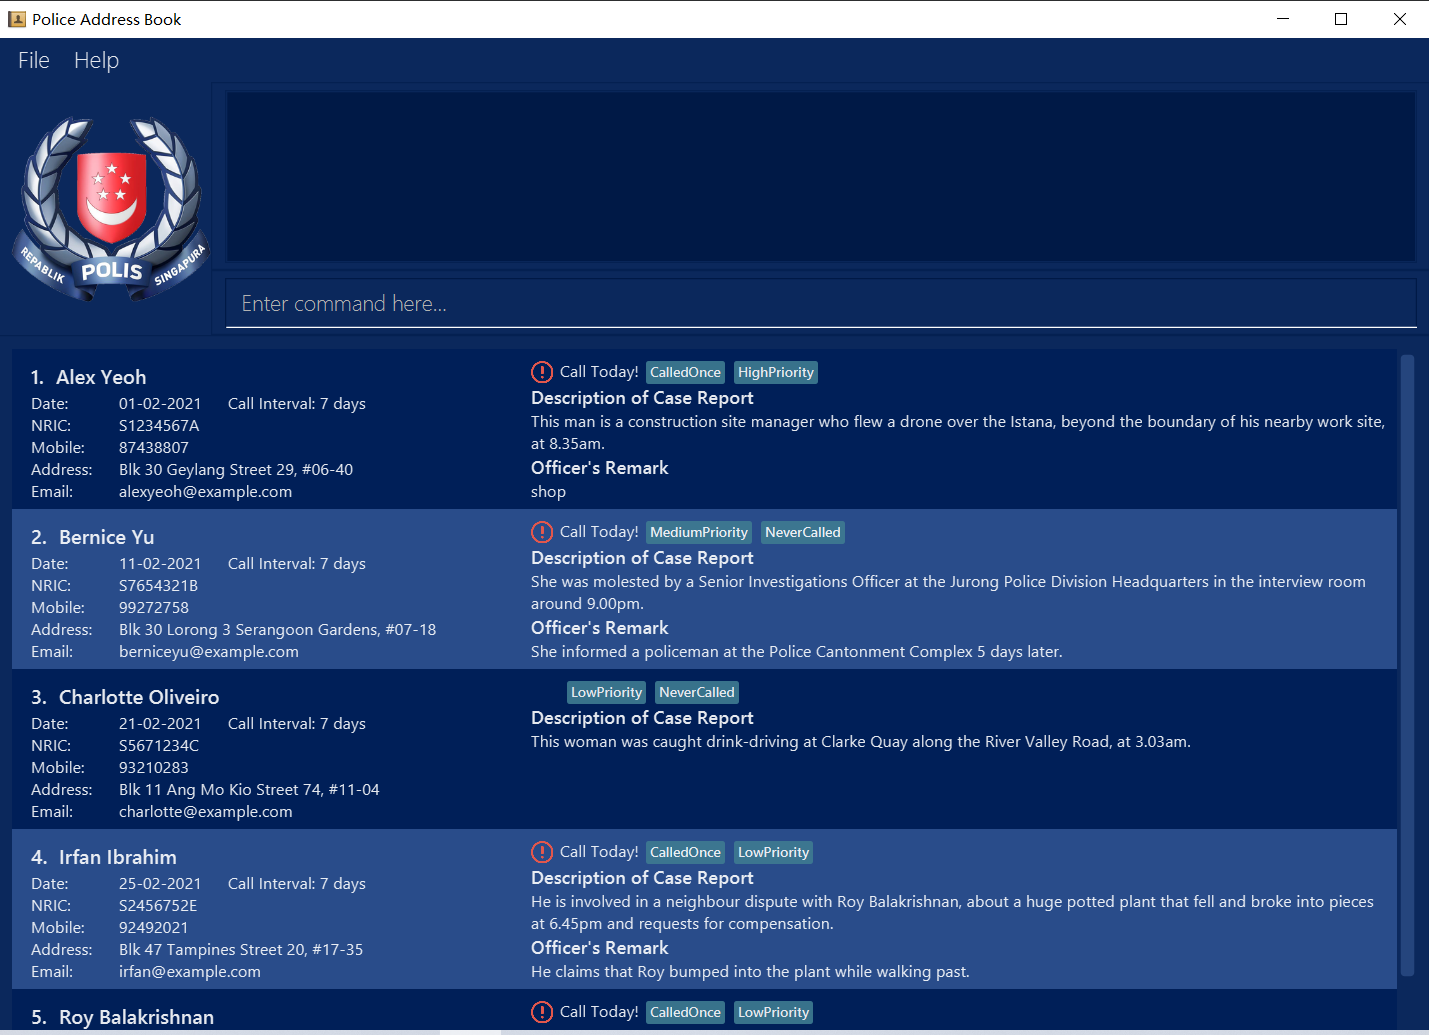 Police Address Book
File Help
REPABLIK POLIS SINGAPURA
Enter command here...
1. Alex Yeoh
Date: 01-02-2021 Call Interval: 7 days
NRIC: S1234567A
Mobile: 87438807
Address: Blk 30 Geylang Street 29, #06-40
Email: alexyeoh@example.com
Call Today! CalledOnce HighPriority
Description of Case Report
This man is a construction site manager who flew a drone over the Istana, beyond the boundary of his nearby work site,
at 8.35am.
Officer's Remark
shop
2. Bernice Yu
Date: 11-02-2021 Call Interval: 7 days
NRIC: S7654321B
Mobile: 99272758
Address: Blk 30 Lorong 3 Serangoon Gardens, #07-18
Email: berniceyu@example.com
Call Today! MediumPriority NeverCalled
Description of Case Report
She was molested by a Senior Investigations Officer at the Jurong Police Division Headquarters in the interview room
around 9.00pm.
Officer's Remark
She informed a policeman at the Police Cantonment Complex 5 days later.
3. Charlotte Oliveiro
Date: 21-02-2021 Call Interval: 7 days
NRIC: S5671234C
Mobile: 93210283
Address: Blk 11 Ang Mo Kio Street 74, #11-04
Email: charlotte@example.com
LowPriority NeverCalled
Description of Case Report
This woman was caught drink-driving at Clarke Quay along the River Valley Road, at 3.03am.
4. Irfan Ibrahim
Date: 25-02-2021 Call Interval: 7 days
NRIC: S2456752E
Mobile: 92492021
Address: Blk 47 Tampines Street 20, #17-35
Email: irfan@example.com
Call Today! CalledOnce LowPriority
Description of Case Report
He is involved in a neighbour dispute with Roy Balakrishnan, about a huge potted plant that fell and broke into pieces
at 6.45pm and requests for compensation.
Officer's Remark
He claims that Roy bumped into the plant while walking past.
5. Roy Balakrishnan
Call Today! CalledOnce LowPriority